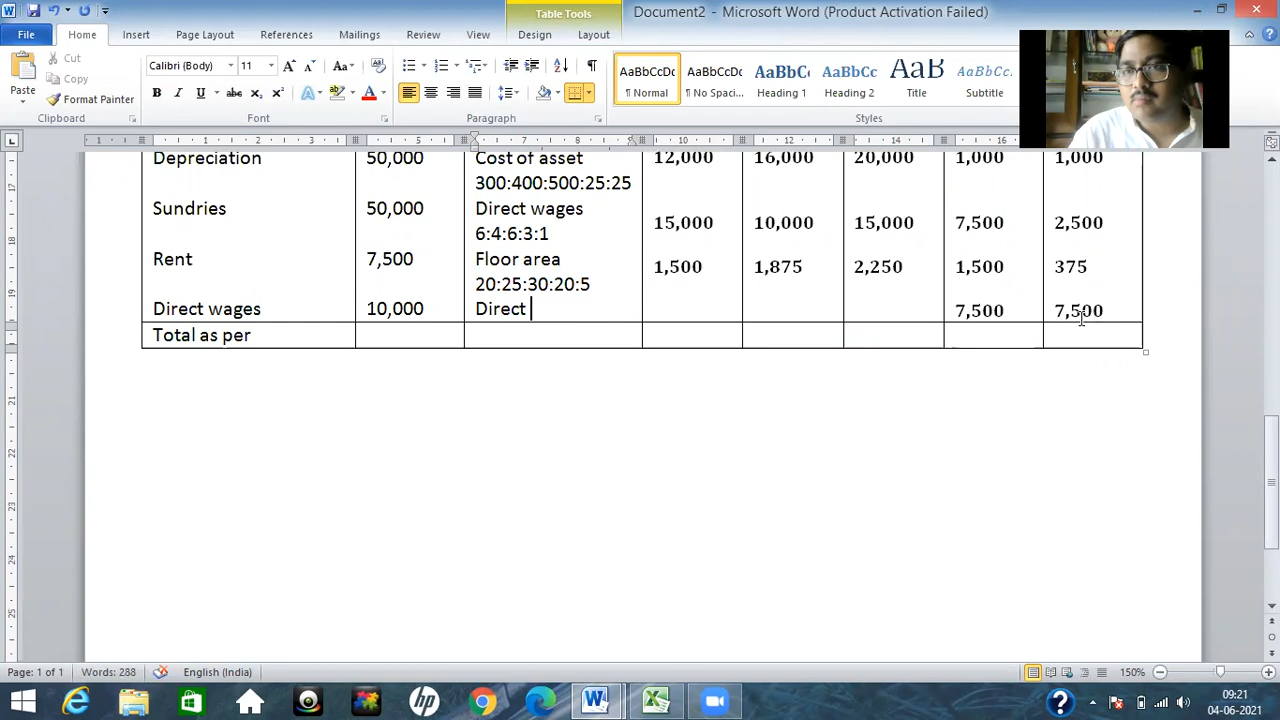 Table Tools
Document2 - Microsoft Word (Product Activation Failed)
File Home Insert Page Layout References Mailings Review View Design Layout
Paste
Cut
Copy
Format Painter
Calibri (Body) 11
AaBbCcDc AaBbCcDc AaBbC AaBbCc AaB AaBbCcDc
¶ Normal ¶ No Spaci... Heading 1 Heading 2 Title Subtitle
Clipboard Font Paragraph Styles
Depreciation 50,000 Cost of asset 12,000 16,000 20,000 1,000 1,000
300:400:500:25:25
Sundries 50,000 Direct wages 15,000 10,000 15,000 7,500 2,500
6:4:6:3:1
Rent 7,500 Floor area 1,500 1,875 2,250 1,500 375
20:25:30:20:5
Direct wages 10,000 Direct 7,500 7,500
Total as per
Page: 1 of 1 Words: 288 English (India) 150%
09:21
04-06-2021